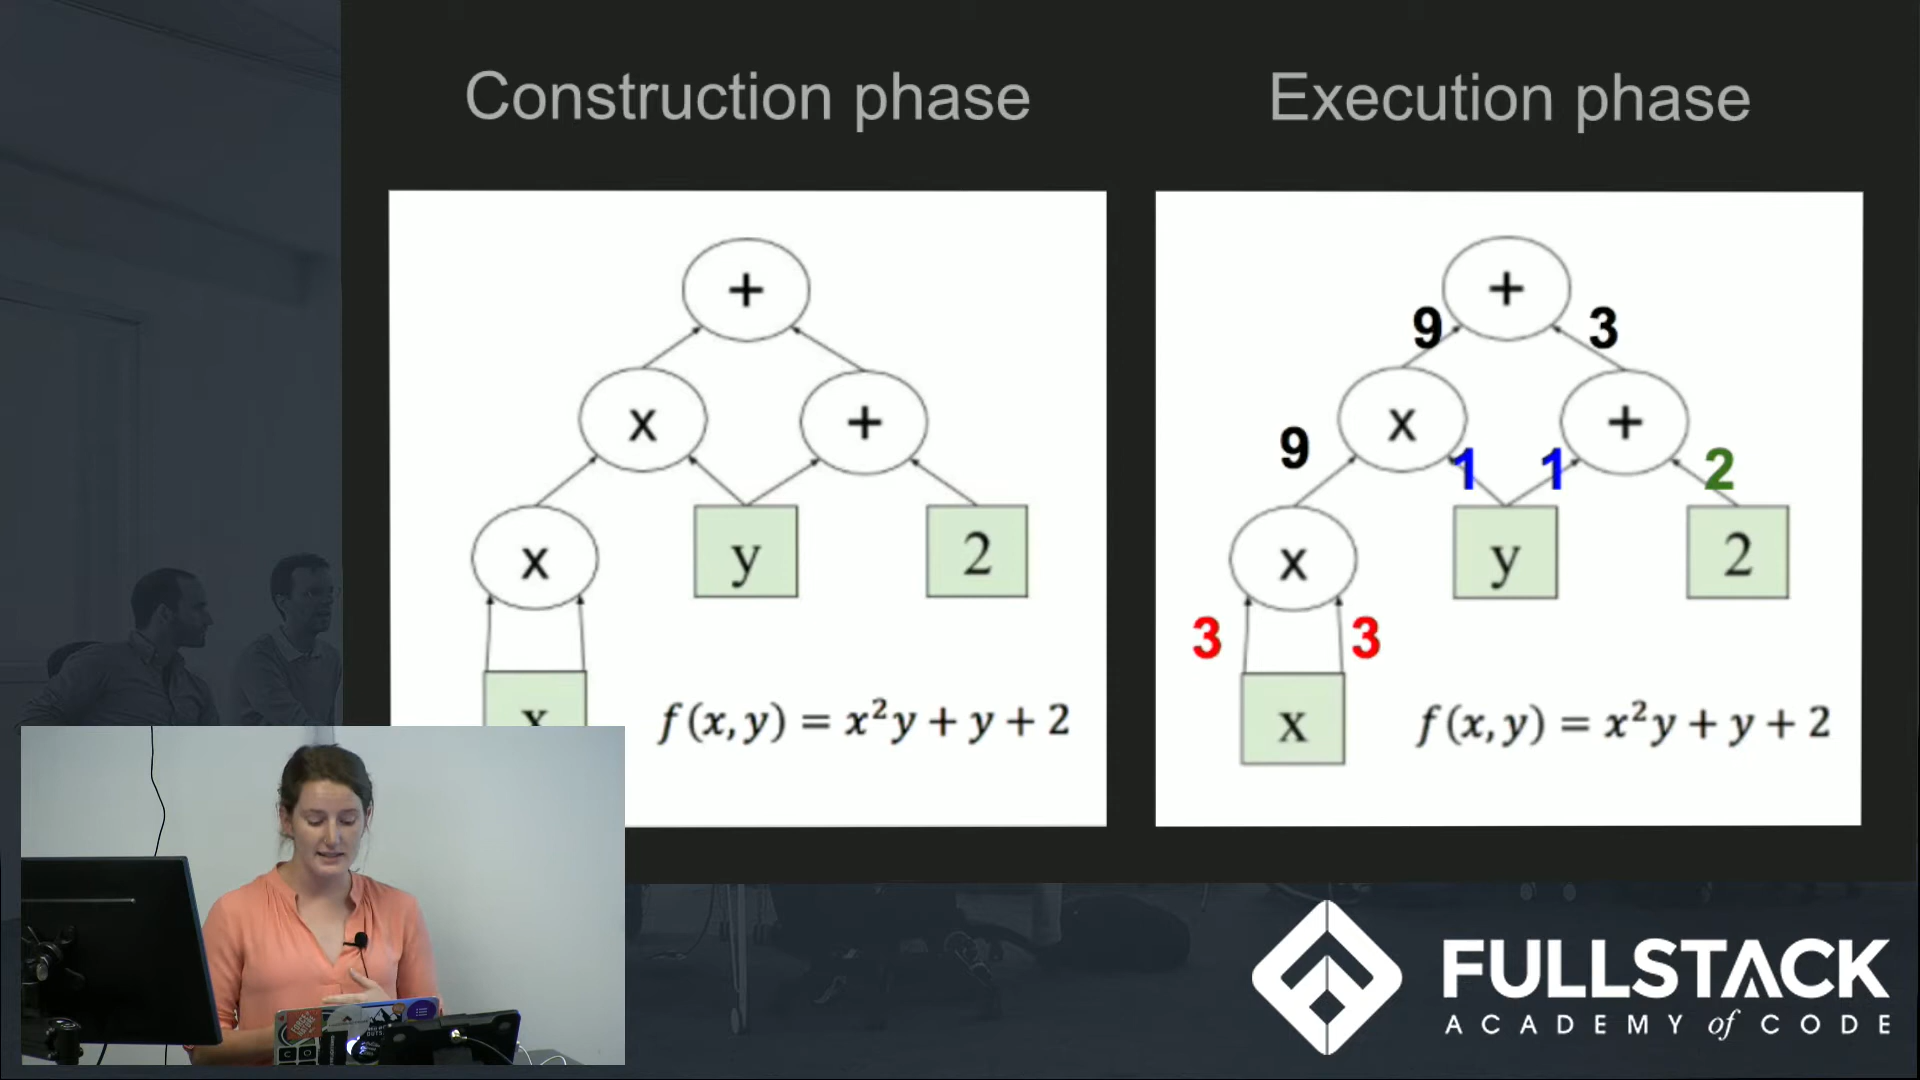 Construction phase
+
x
+
x
y
2
x
f(x,y) = x²y + y + 2
Execution phase
+
9
3
x
+
9
1
1
2
x
y
2
3
3
x
f(x,y) = x²y + y + 2
FULLSTACK
ACADEMY of CODE